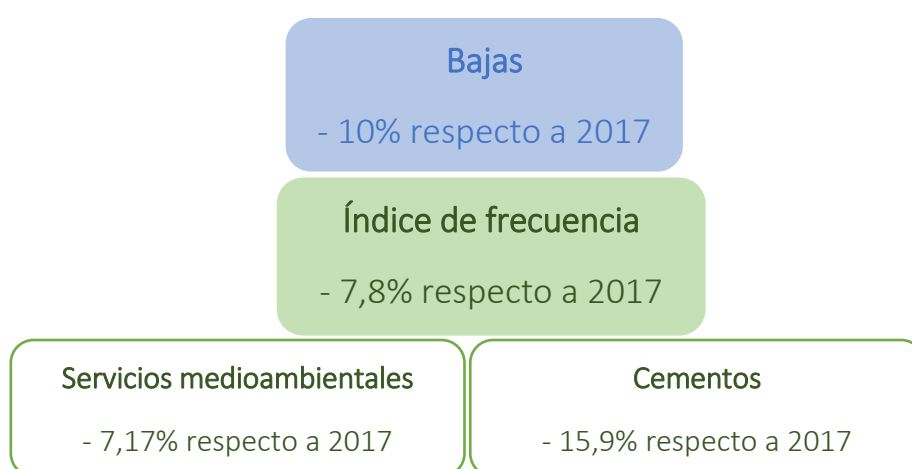 Bajas
- 10% respecto a 2017
Índice de frecuencia
- 7,8% respecto a 2017
Servicios medioambientales
- 7,17% respecto a 2017
Cementos
- 15,9% respecto a 2017